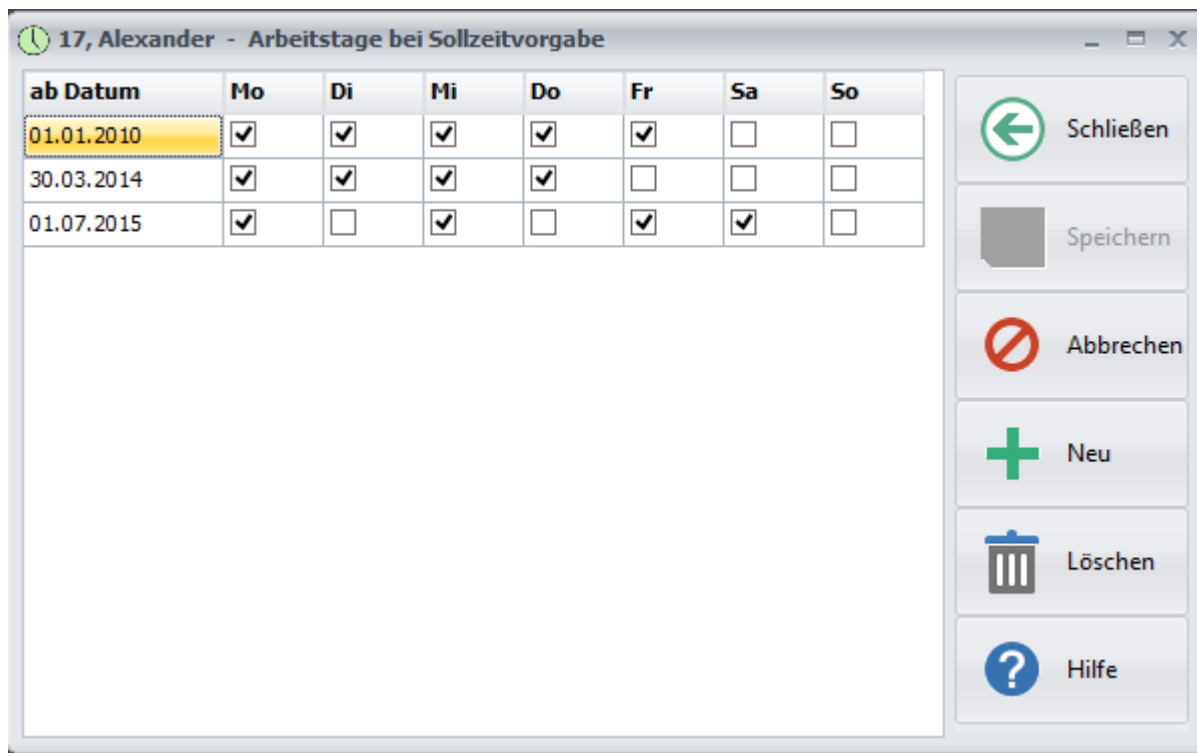 17, Alexander - Arbeitstage bei Sollzeitvorgabe
ab Datum Mo Di Mi Do Fr Sa So
01.01.2010
30.03.2014
01.07.2015
Schließen
Speichern
Abbrechen
Neu
Löschen
Hilfe